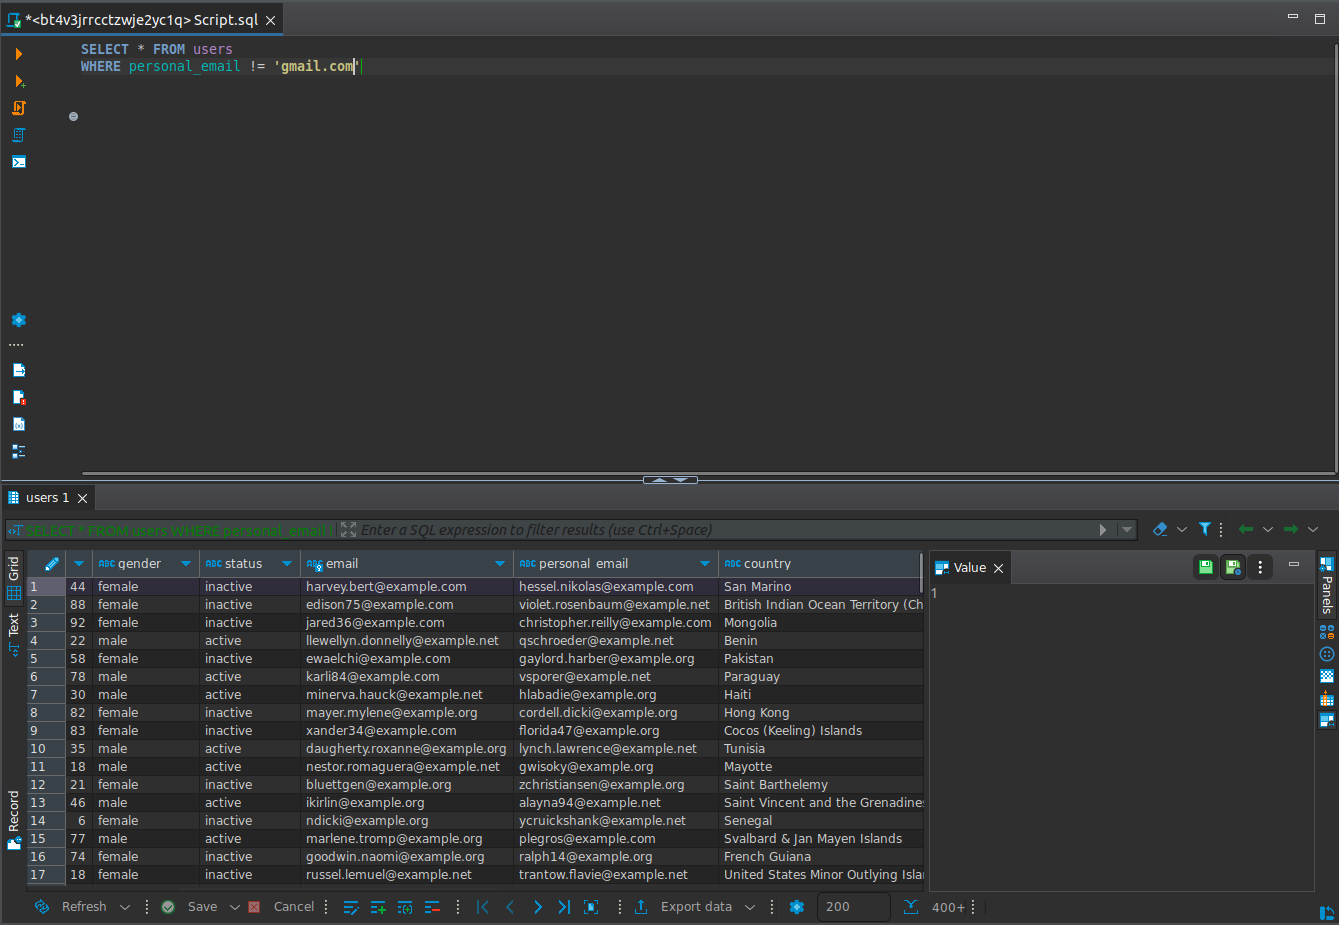 *<bt4v3jrrcctzwje2yc1q> Script.sql
SELECT * FROM users
WHERE personal_email != 'gmail.com'
users 1
SELECT * FROM users WHERE personal_email !
Enter a SQL expression to filter results (use Ctrl+Space)
Grid
Text
Record
gender status email personal_email country
1 44 female inactive harvey.bert@example.com hessel.nikolas@example.com San Marino
2 88 female inactive edison75@example.com violet.rosenbaum@example.net British Indian Ocean Territory (Ch
3 92 female inactive jared36@example.com christopher.reilly@example.com Mongolia
4 22 male active llewellyn.donnelly@example.net qschroeder@example.net Benin
5 58 female inactive ewaelchi@example.com gaylord.harber@example.org Pakistan
6 78 male active karli84@example.com vsporer@example.net Paraguay
7 30 male active minerva.hauck@example.net hlabadie@example.org Haiti
8 82 female inactive mayer.mylene@example.org cordell.dicki@example.org Hong Kong
9 83 female inactive xander34@example.com florida47@example.org Cocos (Keeling) Islands
10 35 male active daugherty.roxanne@example.org lynch.lawrence@example.net Tunisia
11 18 male active nestor.romaguera@example.net gwisoky@example.org Mayotte
12 21 female inactive bluettgen@example.org zchristiansen@example.org Saint Barthelemy
13 46 male active ikirlin@example.org alayna94@example.net Saint Vincent and the Grenadines
14 6 female inactive ndicki@example.org ycruickshank@example.net Senegal
15 77 male active marlene.tromp@example.org plegros@example.com Svalbard & Jan Mayen Islands
16 74 female inactive goodwin.naomi@example.org ralph14@example.org French Guiana
17 18 female inactive russel.lemuel@example.net trantow.flavie@example.net United States Minor Outlying Isla
Value
1
Panels
Refresh Save Cancel Export data 200 400+